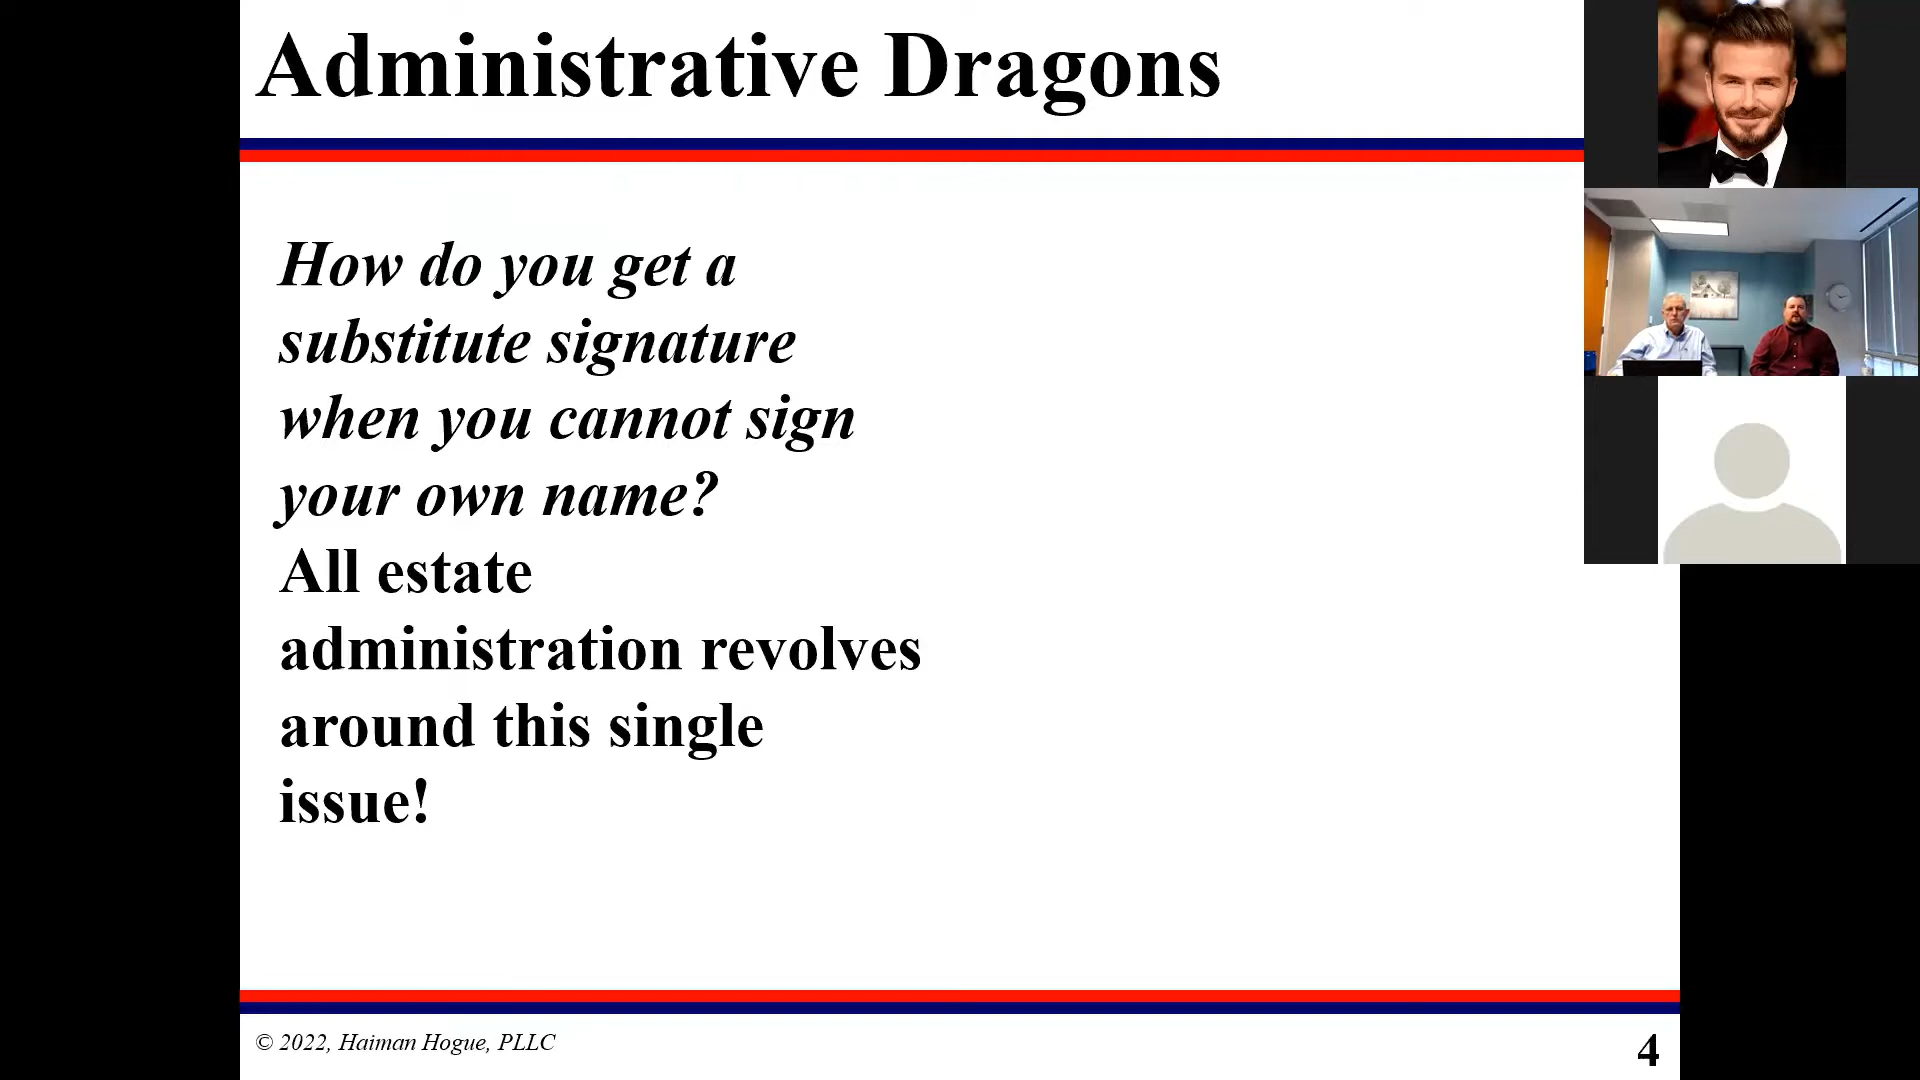 Administrative Dragons
How do you get a
substitute signature
when you cannot sign
your own name?
All estate
administration revolves
around this single
issue!
© 2022, Haiman Hogue, PLLC
4